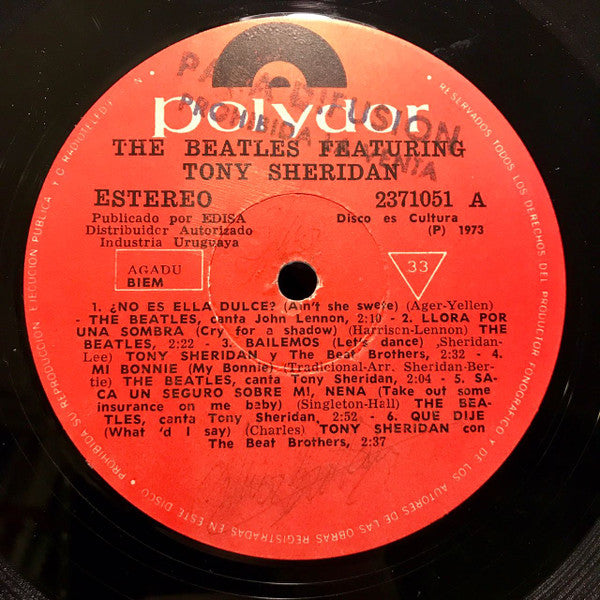 polydor
DIFUSION
PROHIBIDA
VENTA
THE BEATLES FEATURING
TONY SHERIDAN
ESTEREO 2371051 A
Publicado por EDISA
Distribuidor Autorizado
Industria Uruguaya
Disco es Cultura
(P) 1973
AGADU
BIEM
33
1. ¿NO ES ELLA DULCE? (Ain't she swete) (Ager-Yellen)
- THE BEATLES, canta John Lennon, 2:10 - 2. LLORA POR
UNA SOMBRA (Cry for a shadow) (Harriscn-Lennon) THE
BEATLES, 2:22 - 3. BAILEMOS (Let's dance) ,Sheridan-
Lee) TONY SHERIDAN y The Beat Brothers, 2:32 - 4.
MI BONNIE (My Bonnie) (Tradicional-Arr. Sheridan-Ber-
tie) THE BEATLES, canta Tony Sheridan, 2:04 - 5. SA-
CA UN SEGURO SOBRE MI, NENA (Take out some
insurance on me baby) (Singleton-Hall) THE BEA-
TLES, canta Tony Sheridan, 2:52 - 6. QUE DIJE
(What 'd I say) (Charles) TONY SHERIDAN con
The Beat Brothers, 2:37
RESERVADOS TODOS LOS DERECHOS DEL PRODUCTOR FONOGRAFICO Y DE LOS AUTORES DE LAS OBRAS REGISTRADAS EN ESTE DISCO • PROHIBIDA SU REPRODUCCION EJECUCION PUBLICA